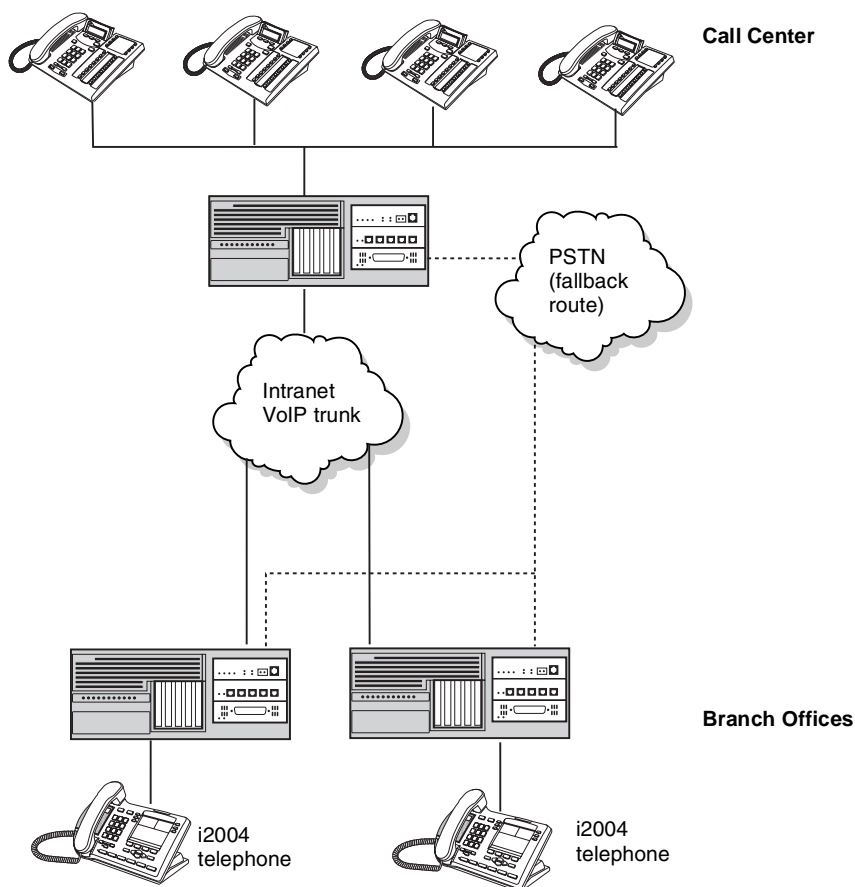 Call Center
PSTN
(fallback
route)
Intranet
VoIP trunk
Branch Offices
i2004
telephone
i2004
telephone